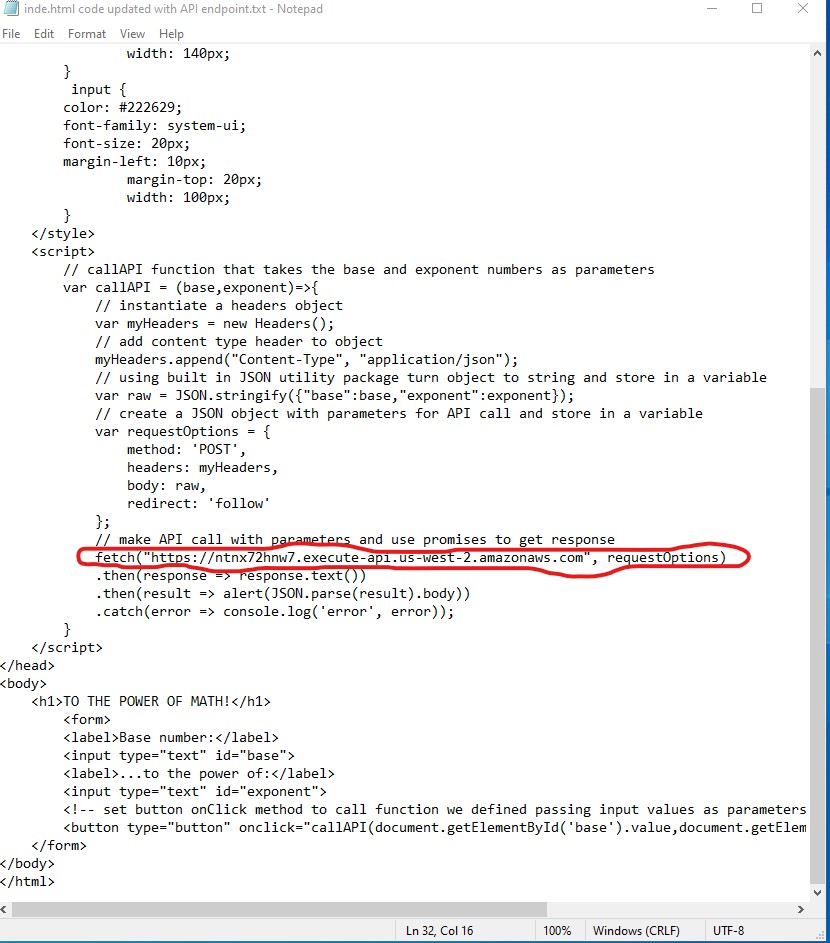 inde.html code updated with API endpoint.txt - Notepad
File Edit Format View Help
width: 140px;
}
input {
color: #222629;
font-family: system-ui;
font-size: 20px;
margin-left: 10px;
margin-top: 20px;
width: 100px;
}
</style>
<script>
// callAPI function that takes the base and exponent numbers as parameters
var callAPI = (base,exponent)=>{
// instantiate a headers object
var myHeaders = new Headers();
// add content type header to object
myHeaders.append("Content-Type", "application/json");
// using built in JSON utility package turn object to string and store in a variable
var raw = JSON.stringify({"base":base,"exponent":exponent});
// create a JSON object with parameters for API call and store in a variable
var requestOptions = {
method: 'POST',
headers: myHeaders,
body: raw,
redirect: 'follow'
};
// make API call with parameters and use promises to get response
fetch("https://ntnx72hnw7.execute-api.us-west-2.amazonaws.com", requestOptions)
.then(response => response.text())
.then(result => alert(JSON.parse(result).body))
.catch(error => console.log('error', error));
}
</script>
</head>
<body>
<h1>TO THE POWER OF MATH!</h1>
<form>
<label>Base number:</label>
<input type="text" id="base">
<label>...to the power of:</label>
<input type="text" id="exponent">
<!-- set button onClick method to call function we defined passing input values as parameters
<button type="button" onclick="callAPI(document.getElementById('base').value,document.getElem
</form>
</body>
</html>
Ln 32, Col 16 100% Windows (CRLF) UTF-8